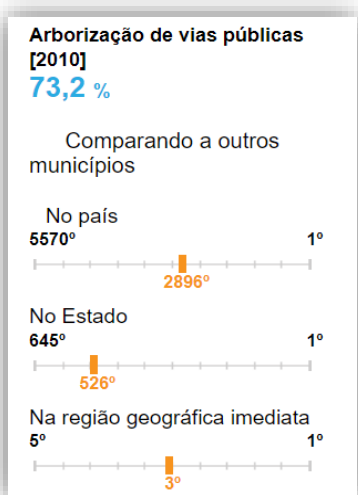 Arborização de vias públicas
[2010]
73,2 %
Comparando a outros
municípios
No país
5570º 1º
2896º
No Estado
645º 1º
526º
Na região geográfica imediata
5º 1º
3º